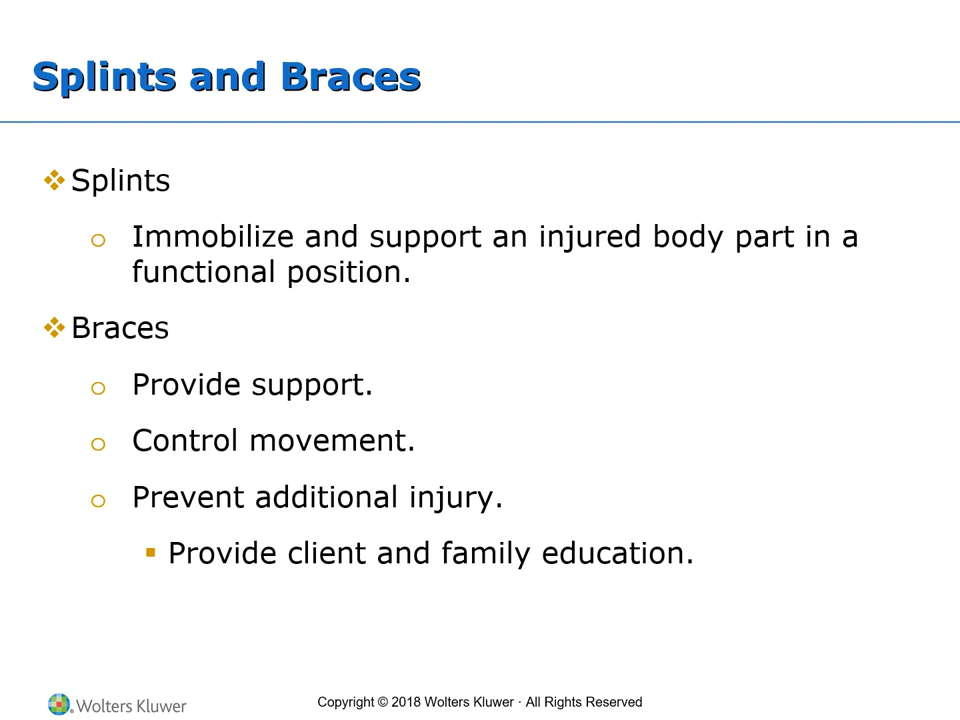 Splints and Braces
❖ Splints
o Immobilize and support an injured body part in a
functional position.
❖ Braces
o Provide support.
o Control movement.
o Prevent additional injury.
▪ Provide client and family education.
Wolters Kluwer
Copyright © 2018 Wolters Kluwer · All Rights Reserved